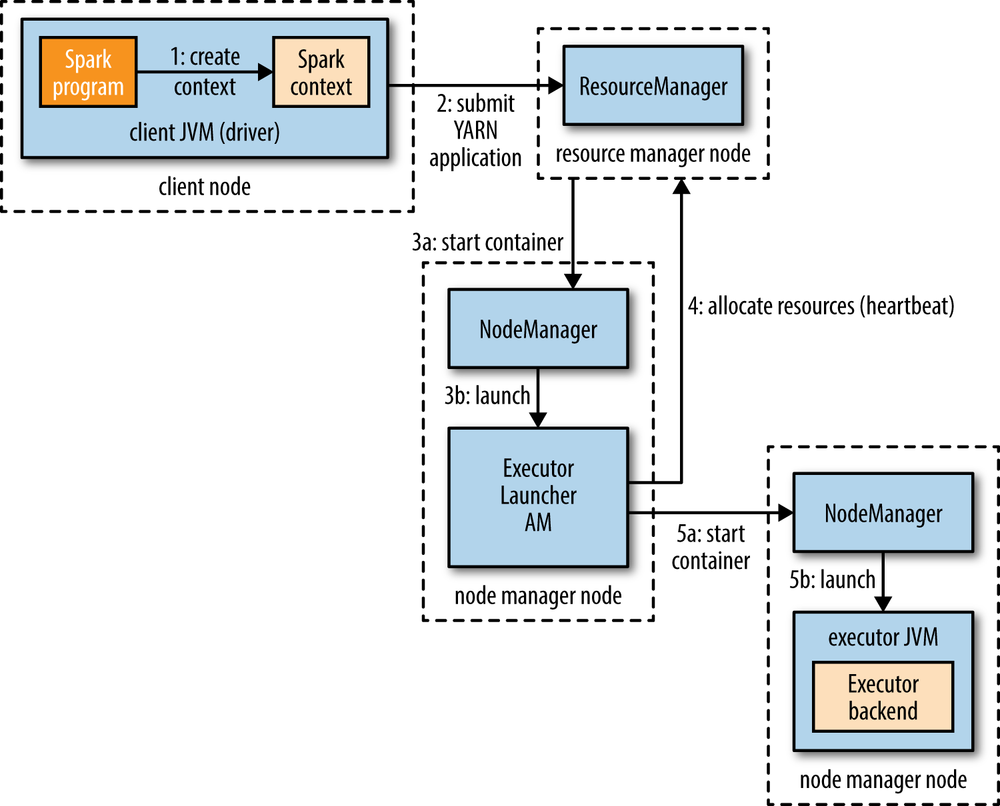 Spark
program
1: create
context
Spark
context
client JVM (driver)
client node
2: submit
YARN
application
ResourceManager
resource manager node
3a: start container
NodeManager
3b: launch
Executor
Launcher
AM
node manager node
4: allocate resources (heartbeat)
5a: start
container
NodeManager
5b: launch
executor JVM
Executor
backend
node manager node